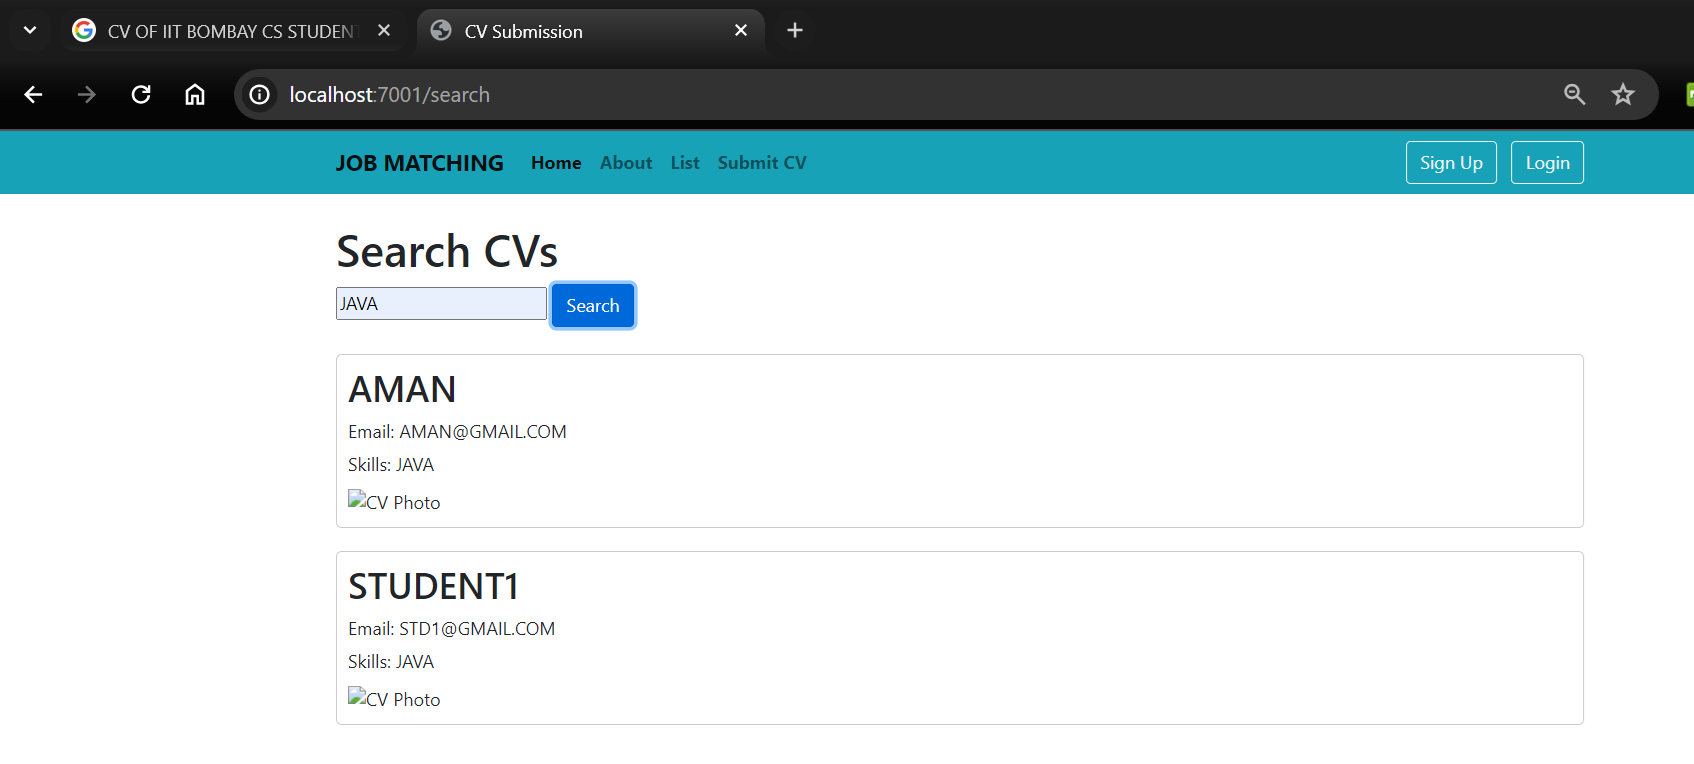 CV OF IIT BOMBAY CS STUDEN
CV Submission
localhost:7001/search
JOB MATCHING Home About List Submit CV Sign Up Login
Search CVs
JAVA Search
AMAN
Email: AMAN@GMAIL.COM
Skills: JAVA
CV Photo
STUDENT1
Email: STD1@GMAIL.COM
Skills: JAVA
CV Photo